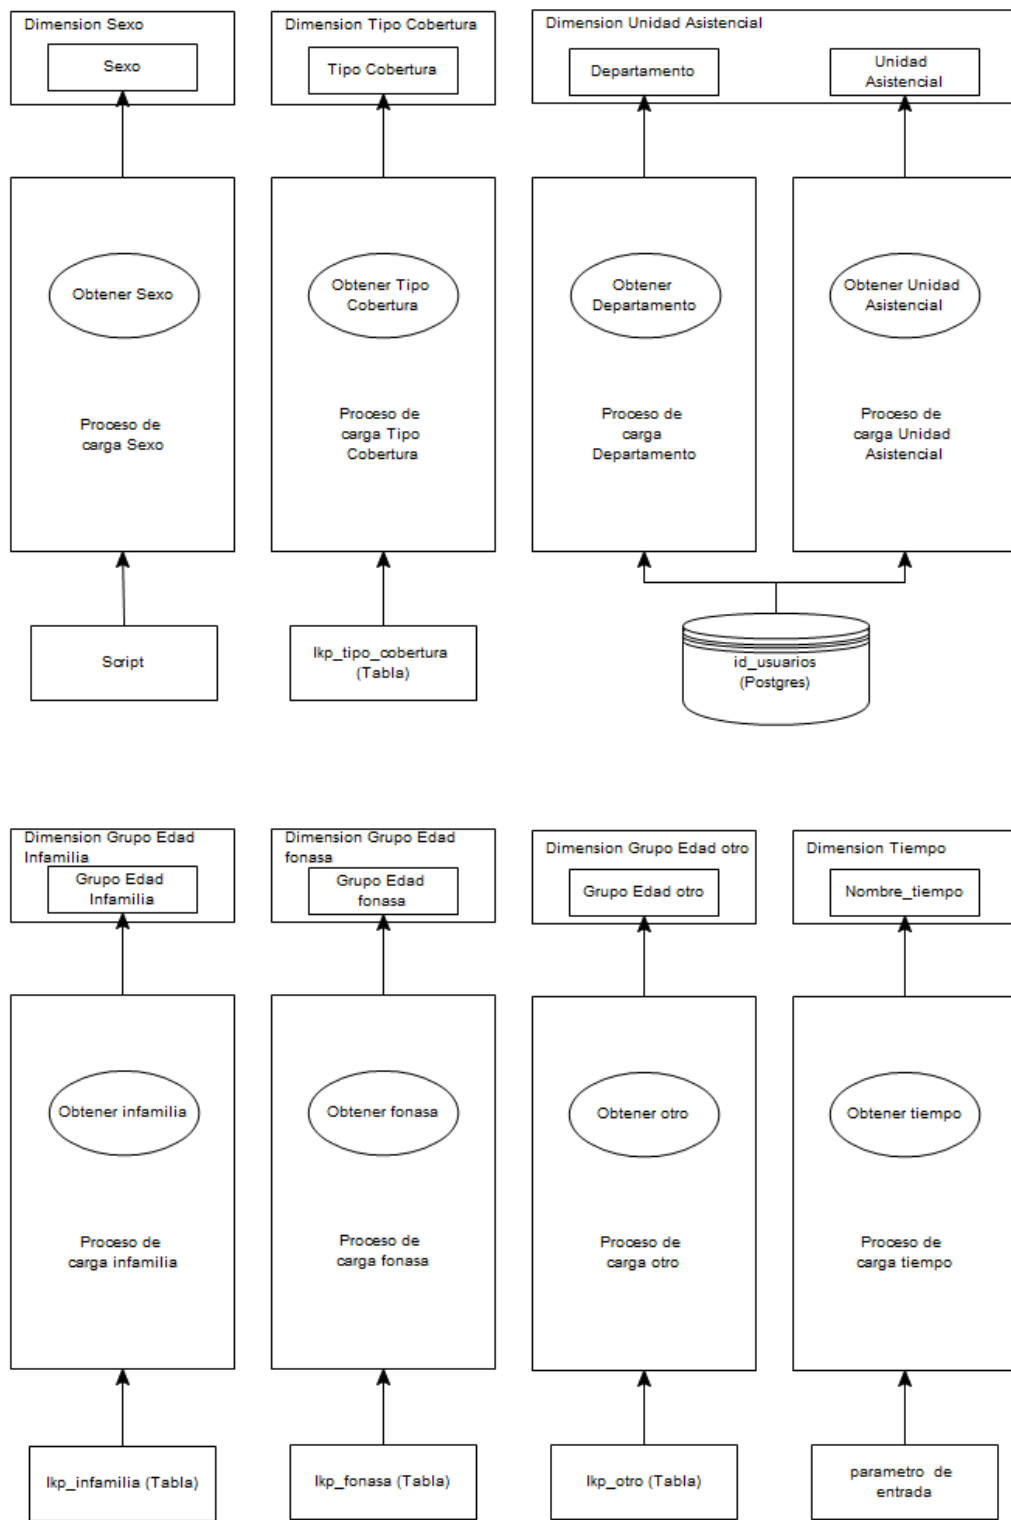 Dimension Sexo
Sexo
Dimension Tipo Cobertura
Tipo Cobertura
Dimension Unidad Asistencial
Departamento
Unidad
Asistencial
Obtener Sexo
Proceso de
carga Sexo
Obtener Tipo
Cobertura
Proceso de
carga Tipo
Cobertura
Obtener
Departamento
Proceso de
carga
Departamento
Obtener Unidad
Asistencial
Proceso de
carga Unidad
Asistencial
Script
lkp_tipo_cobertura
(Tabla)
id_usuarios
(Postgres)
Dimension Grupo Edad
Infamilia
Grupo Edad
Infamilia
Dimension Grupo Edad
fonasa
Grupo Edad
fonasa
Dimension Grupo Edad otro
Grupo Edad otro
Dimension Tiempo
Nombre_tiempo
Obtener infamilia
Proceso de
carga infamilia
Obtener fonasa
Proceso de
carga fonasa
Obtener otro
Proceso de
carga otro
Obtener tiempo
Proceso de
carga tiempo
lkp_infamilia (Tabla)
lkp_fonasa (Tabla)
lkp_otro (Tabla)
parametro de
entrada